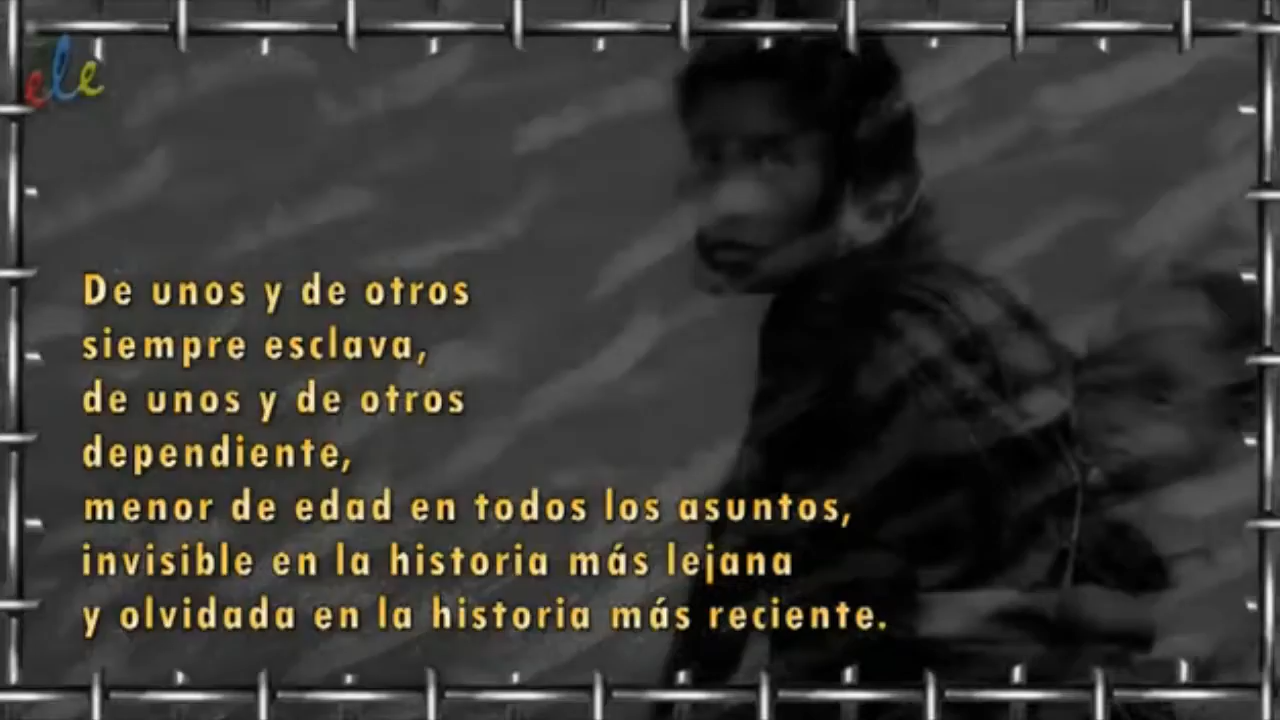 ele
De unos y de otros
siempre esclava,
de unos y de otros
dependiente,
menor de edad en todos los asuntos,
invisible en la historia más lejana
y olvidada en la historia más reciente.